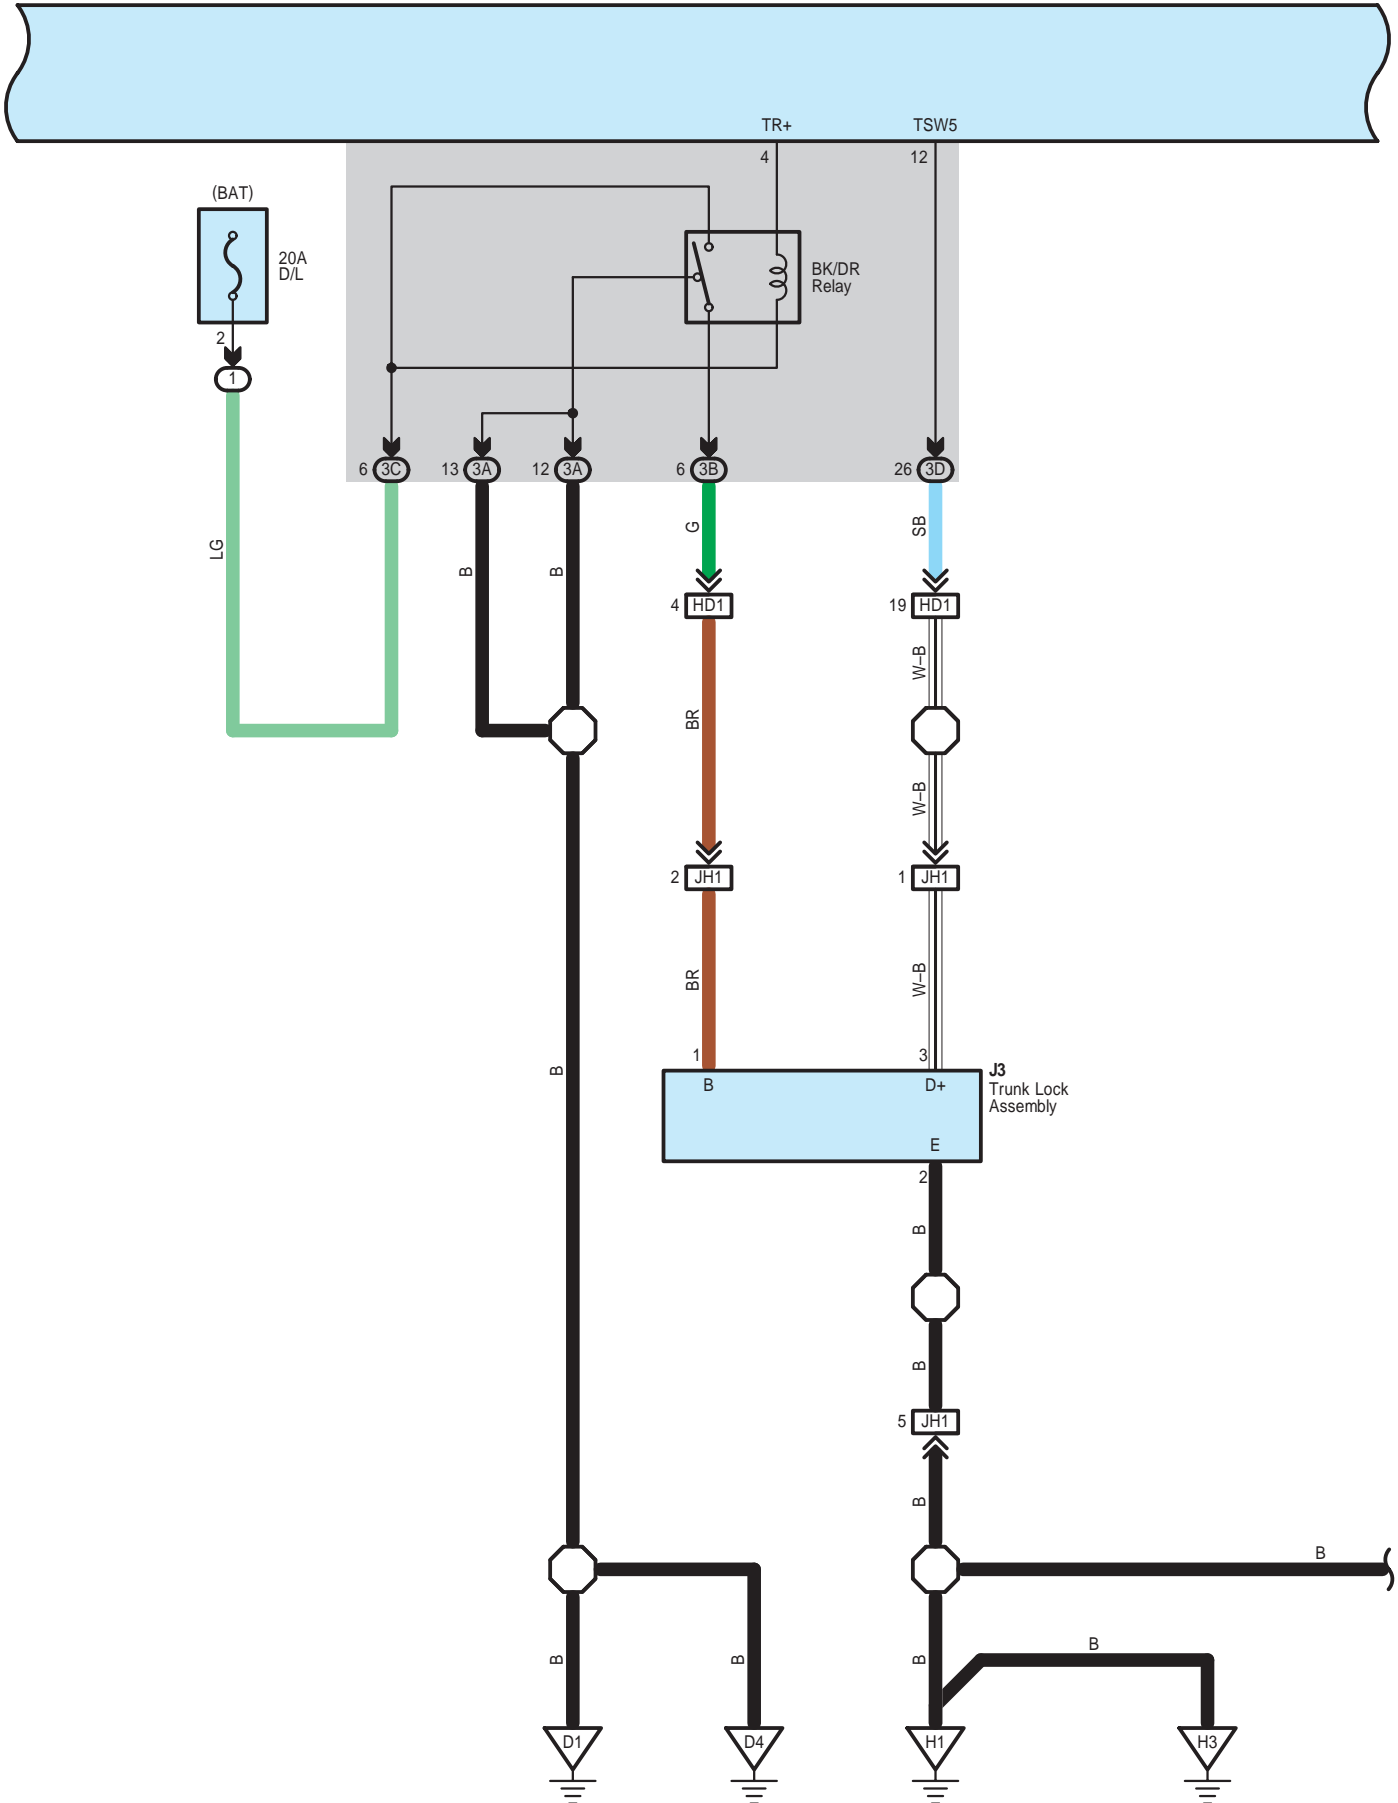 TR+
TSW5
4
12
(BAT)
20A
D/L
BK/DR
Relay
2
1
6
3C
13
3A
12
3A
6
3B
26
3D
LG
B
B
G
SB
4
HD1
19
HD1
W–B
BR
W–B
2
JH1
1
JH1
BR
W–B
1
3
J3
Trunk Lock
Assembly
B
D+
E
2
B
B
B
5
JH1
B
B
B
B
B
B
D1
D4
H1
H3